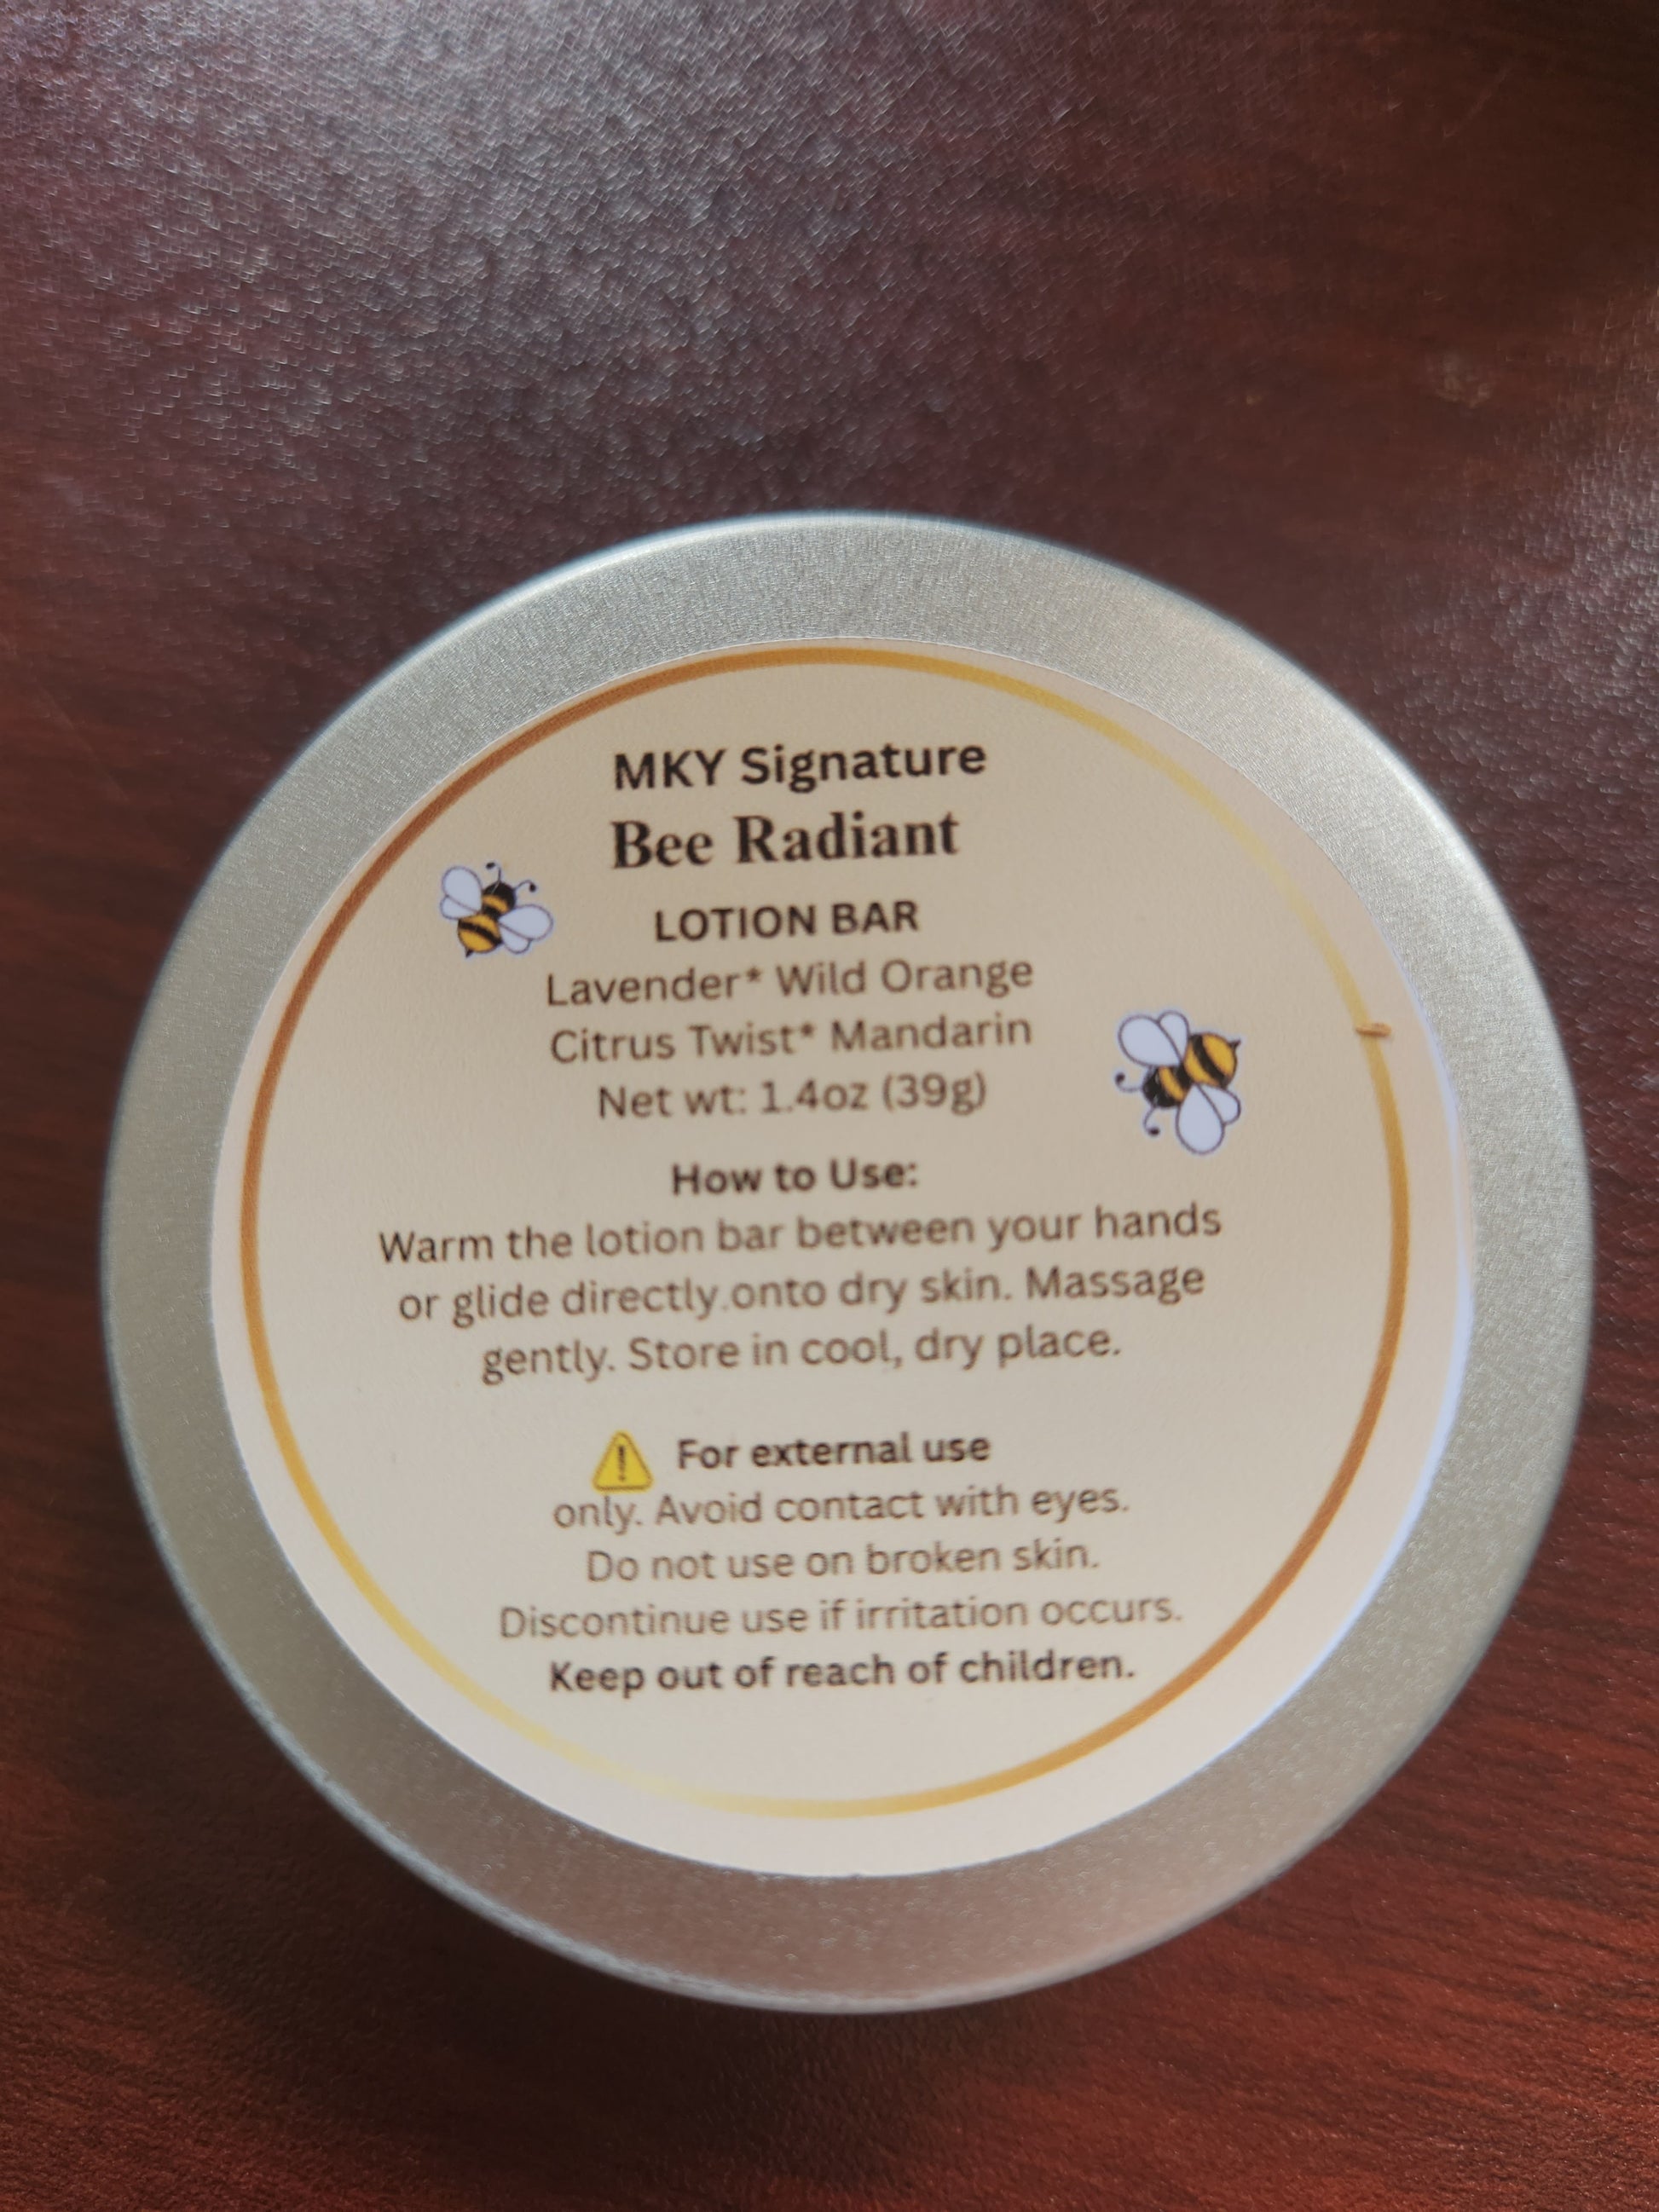 MKY Signature
Bee Radiant
LOTION BAR
Lavender* Wild Orange
Citrus Twist* Mandarin
Net wt: 1.4oz (39g)
How to Use:
Warm the lotion bar between your hands
or glide directly.onto dry skin. Massage
gently. Store in cool, dry place.
For external use
only. Avoid contact with eyes.
Do not use on broken skin.
Discontinue use if irritation occurs.
Keep out of reach of children.